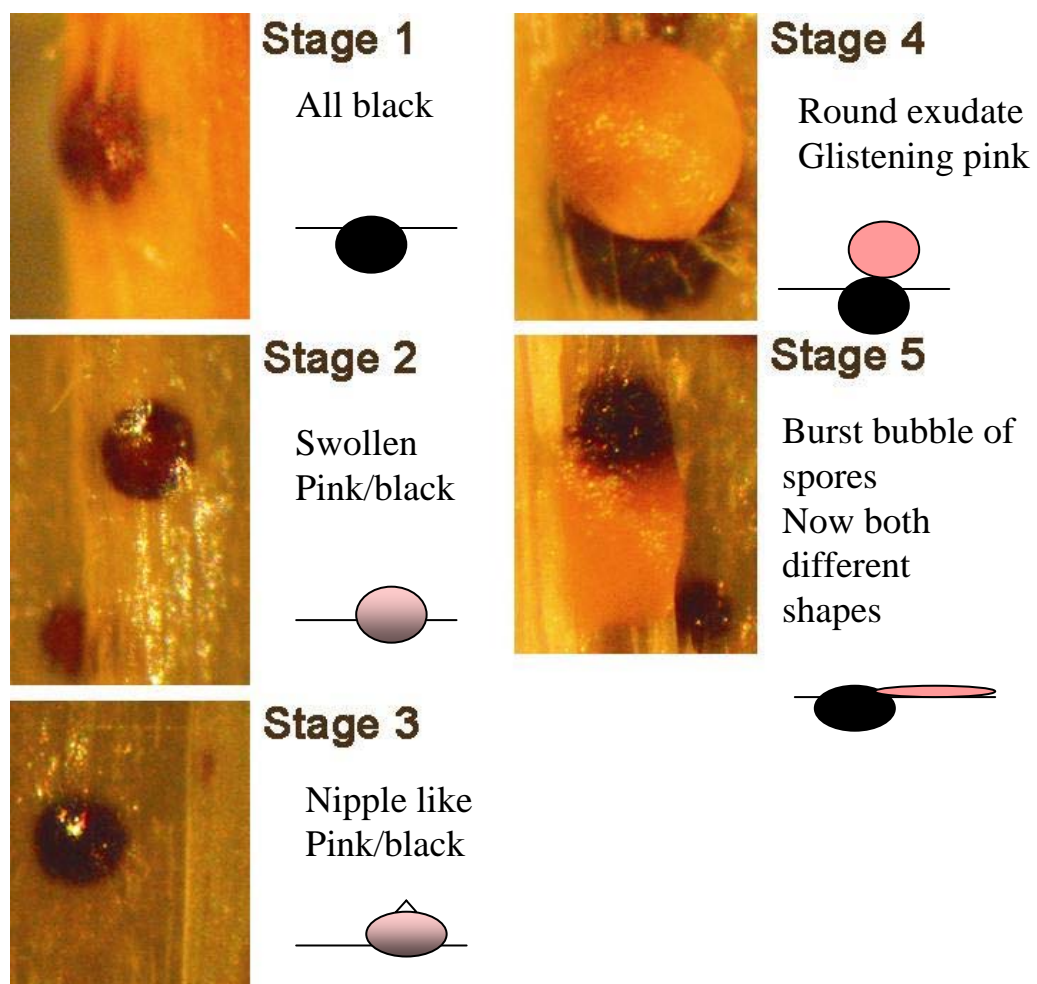 Stage 1
All black
Stage 2
Swollen
Pink/black
Stage 3
Nipple like
Pink/black
Stage 4
Round exudate
Glistening pink
Stage 5
Burst bubble of
spores
Now both
different
shapes